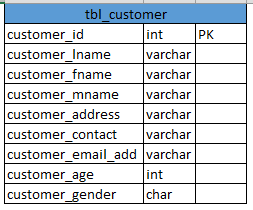 tbl_customer
customer_id int PK
customer_lname varchar
customer_fname varchar
customer_mname varchar
customer_address varchar
customer_contact varchar
customer_email_add varchar
customer_age int
customer_gender char